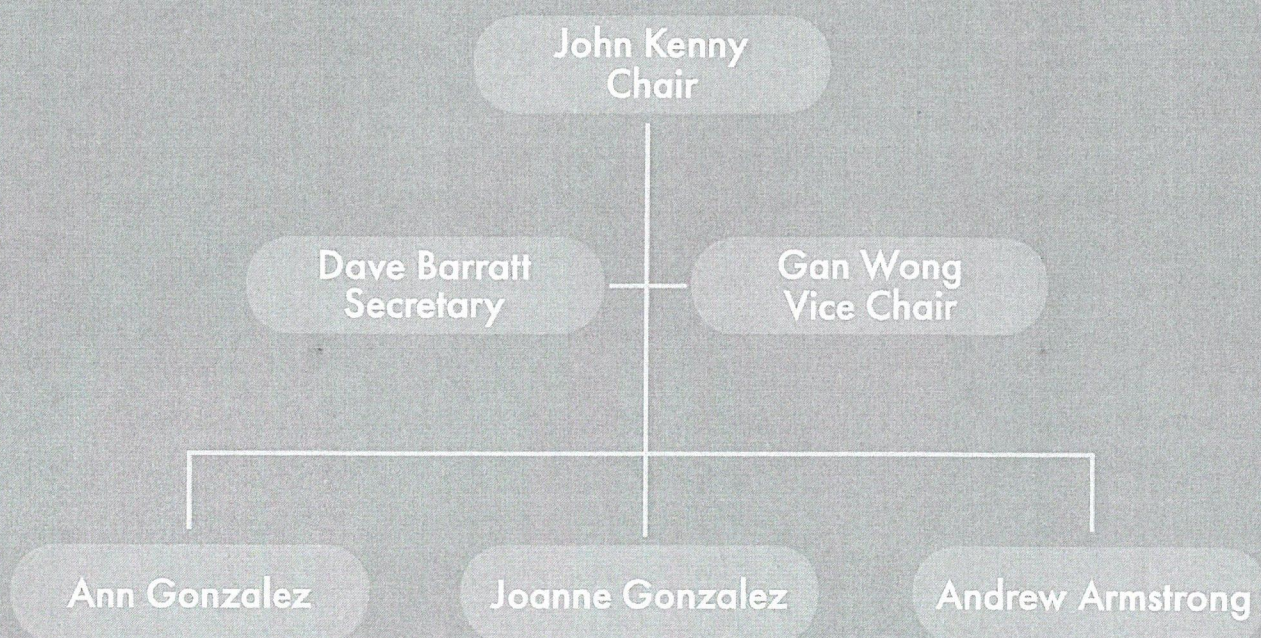 John Kenny
Chair
Dave Barratt
Secretary
Gan Wong
Vice Chair
Ann Gonzalez
Joanne Gonzalez
Andrew Armstrong